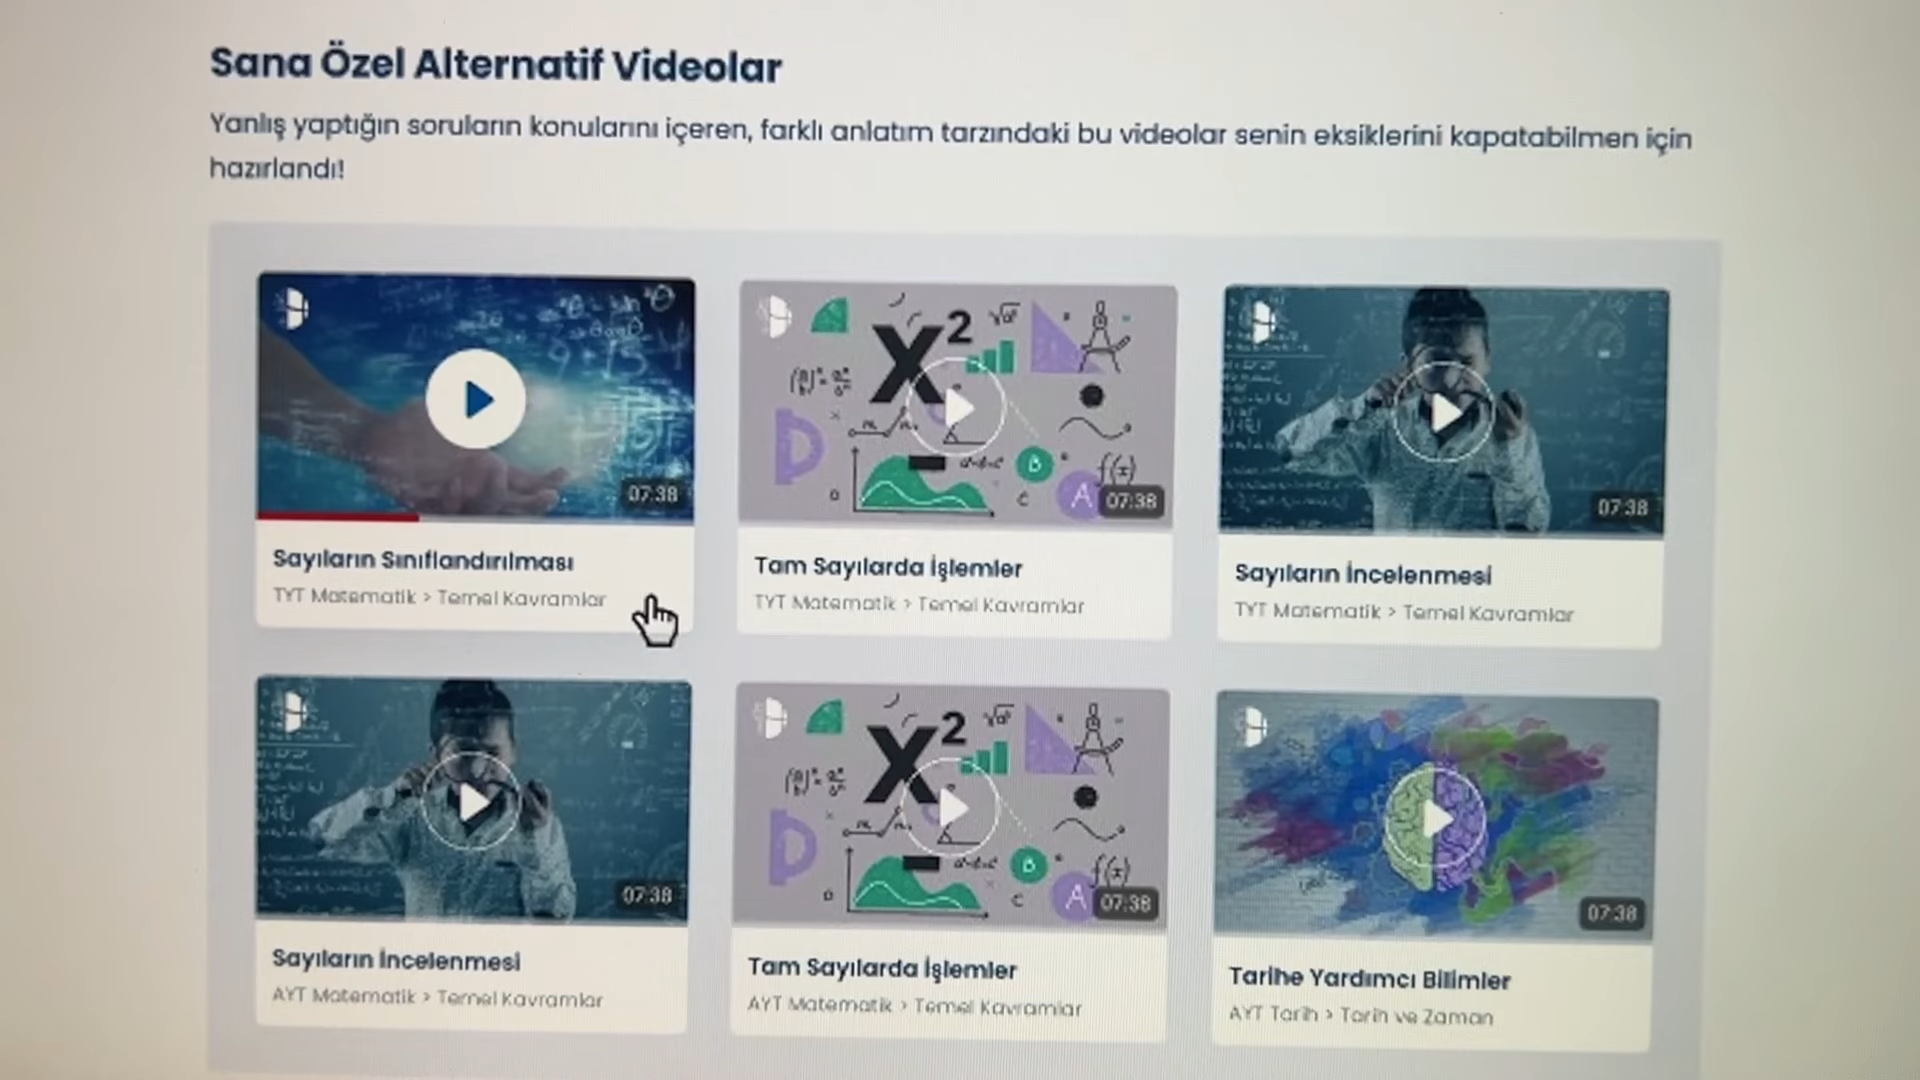 Sana Özel Alternatif Videolar
Yanlış yaptığın soruların konularını içeren, farklı anlatım tarzındaki bu videolar senin eksiklerini kapatabilmen için
hazırlandı!
07:38
Sayıların Sınıflandırılması
TYT Matematik > Temel Kavramlar
X²
f(x)
B
C
A
07:38
Tam Sayılarda İşlemler
TYT Matematik > Temel Kavramlar
07:38
Sayıların İncelenmesi
TYT Matematik > Temel Kavramlar
07:38
Sayıların İncelenmesi
AYT Matematik > Temel Kavramlar
X²
f(x)
B
C
A
07:38
Tam Sayılarda İşlemler
AYT Matematik > Temel Kavramlar
07:38
Tarihe Yardımcı Bilimler
AYT Tarih > Tarih ve Zaman